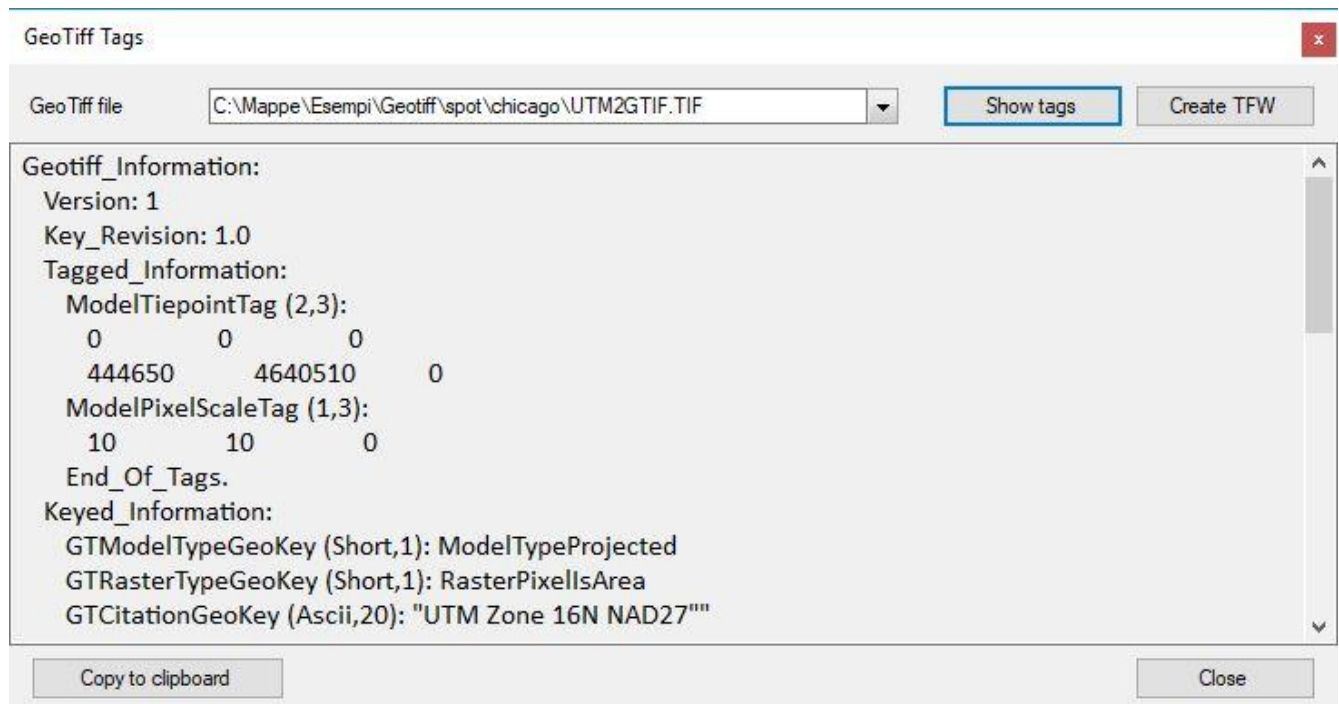 GeoTiff Tags
x
GeoTiff file C:\Mappe\Esempi\Geotiff\spot\chicago\UTM2GTIF.TIF Show tags Create TFW
Geotiff_Information:
Version: 1
Key_Revision: 1.0
Tagged_Information:
ModelTiepointTag (2,3):
0 0 0
444650 4640510 0
ModelPixelScaleTag (1,3):
10 10 0
End_Of_Tags.
Keyed_Information:
GTModelTypeGeoKey (Short,1): ModelTypeProjected
GTRasterTypeGeoKey (Short,1): RasterPixelIsArea
GTCitationGeoKey (Ascii,20): "UTM Zone 16N NAD27""
Copy to clipboard Close